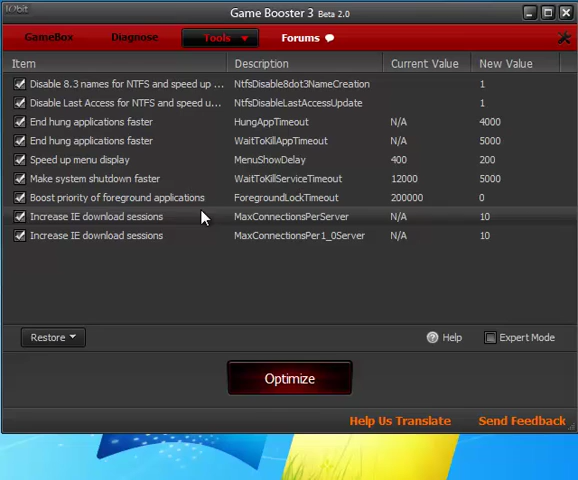 IObit
Game Booster 3 Beta 2.0
GameBox Diagnose Tools Forums
Item Description Current Value New Value
Disable 8.3 names for NTFS and speed up ... NtfsDisable8dot3NameCreation 1
Disable Last Access for NTFS and speed u... NtfsDisableLastAccessUpdate 1
End hung applications faster HungAppTimeout N/A 4000
End hung applications faster WaitToKillAppTimeout N/A 5000
Speed up menu display MenuShowDelay 400 200
Make system shutdown faster WaitToKillServiceTimeout 12000 5000
Boost priority of foreground applications ForegroundLockTimeout 200000 0
Increase IE download sessions MaxConnectionsPerServer N/A 10
Increase IE download sessions MaxConnectionsPer1_0Server N/A 10
Restore ? Help Expert Mode
Optimize
Help Us Translate Send Feedback